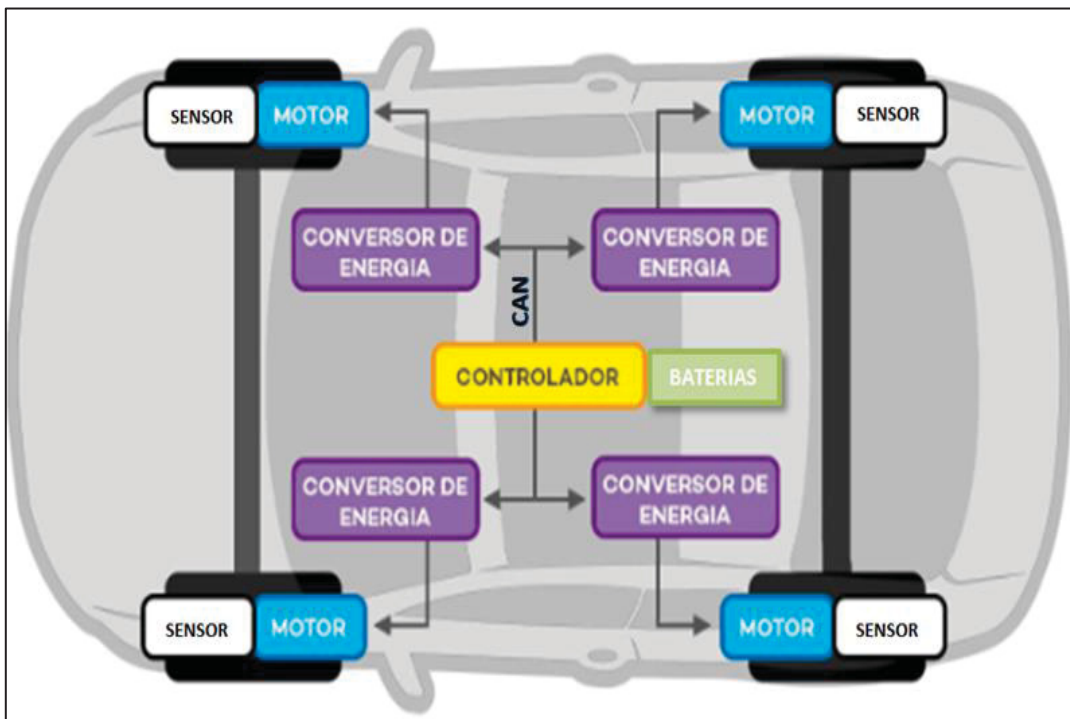 SENSOR
MOTOR
MOTOR
SENSOR
CONVERSOR DE
ENERGIA
CONVERSOR DE
ENERGIA
CAN
CONTROLADOR
BATERIAS
CONVERSOR DE
ENERGIA
CONVERSOR DE
ENERGIA
SENSOR
MOTOR
MOTOR
SENSOR